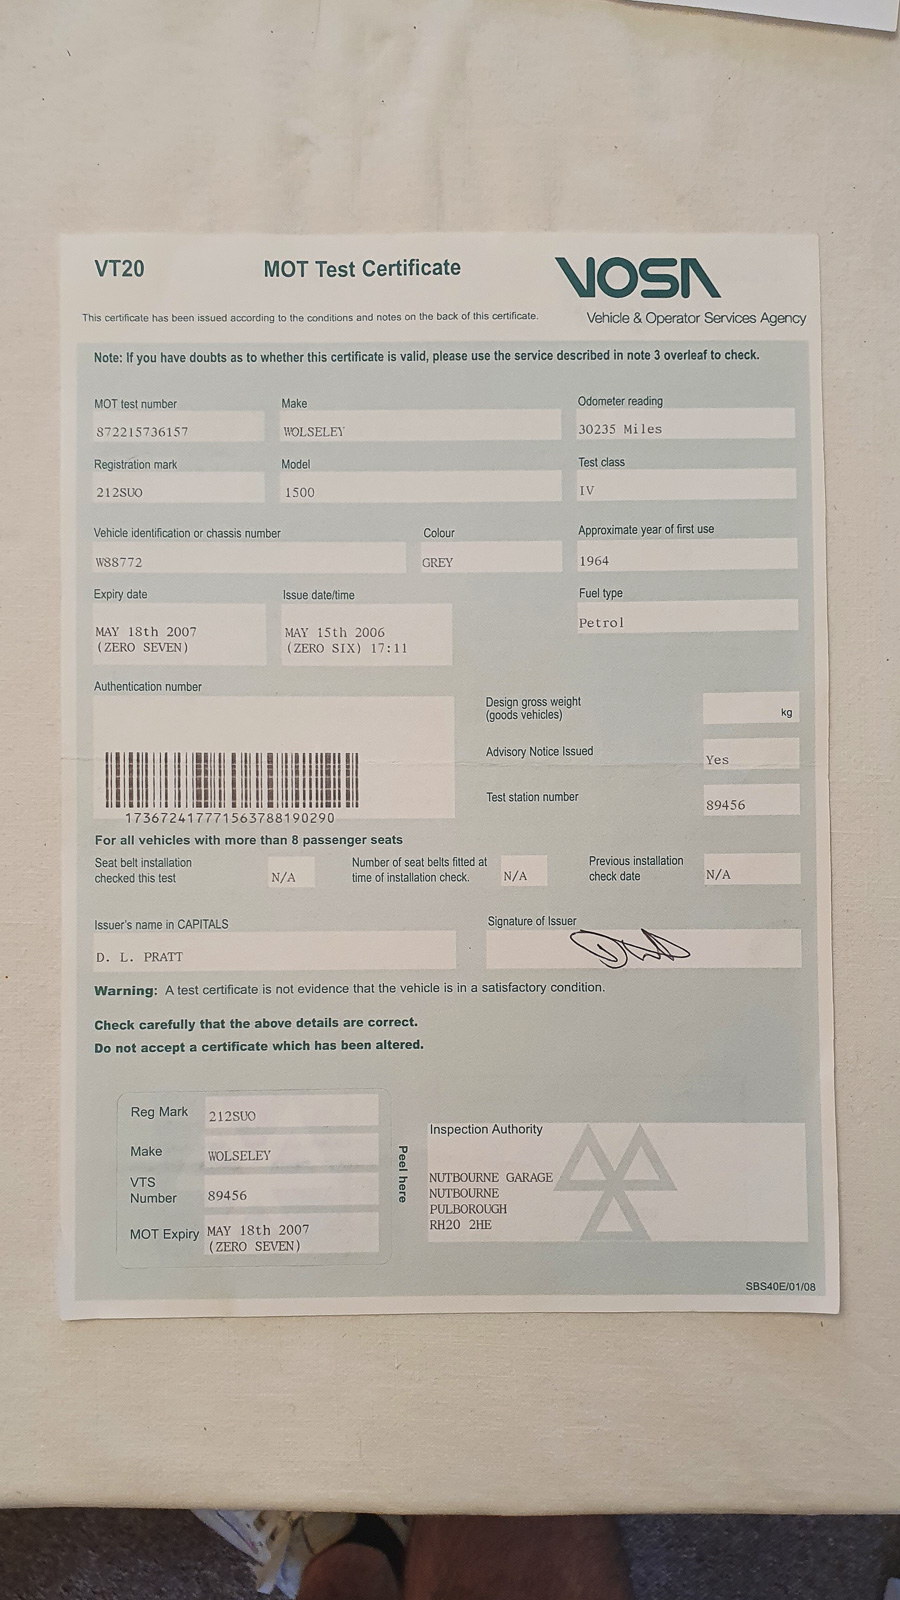 VT20
MOT Test Certificate
VOSA
This certificate has been issued according to the conditions and notes on the back of this certificate.
Vehicle & Operator Services Agency
Note: If you have doubts as to whether this certificate is valid, please use the service described in note 3 overleaf to check.
MOT test number
Make
Odometer reading
872215736157
WOLSELEY
30235 Miles
Registration mark
Model
Test class
212SUO
1500
IV
Vehicle identification or chassis number
Colour
Approximate year of first use
W88772
GREY
1964
Expiry date
Issue date/time
Fuel type
MAY 18th 2007
(ZERO SEVEN)
MAY 15th 2006
(ZERO SIX) 17:11
Petrol
Authentication number
173672417771563788190290
Design gross weight
(goods vehicles)
kg
Advisory Notice Issued
Yes
Test station number
89456
For all vehicles with more than 8 passenger seats
Seat belt installation
checked this test
N/A
Number of seat belts fitted at
time of installation check.
N/A
Previous installation
check date
N/A
Issuer's name in CAPITALS
Signature of Issuer
D. L. PRATT
Warning: A test certificate is not evidence that the vehicle is in a satisfactory condition.
Check carefully that the above details are correct.
Do not accept a certificate which has been altered.
Reg Mark
212SUO
Make
WOLSELEY
VTS
Number
89456
MOT Expiry
MAY 18th 2007
(ZERO SEVEN)
Peel here
Inspection Authority
NUTBOURNE GARAGE
NUTBOURNE
PULBOROUGH
RH20 2HE
SBS40E/01/08